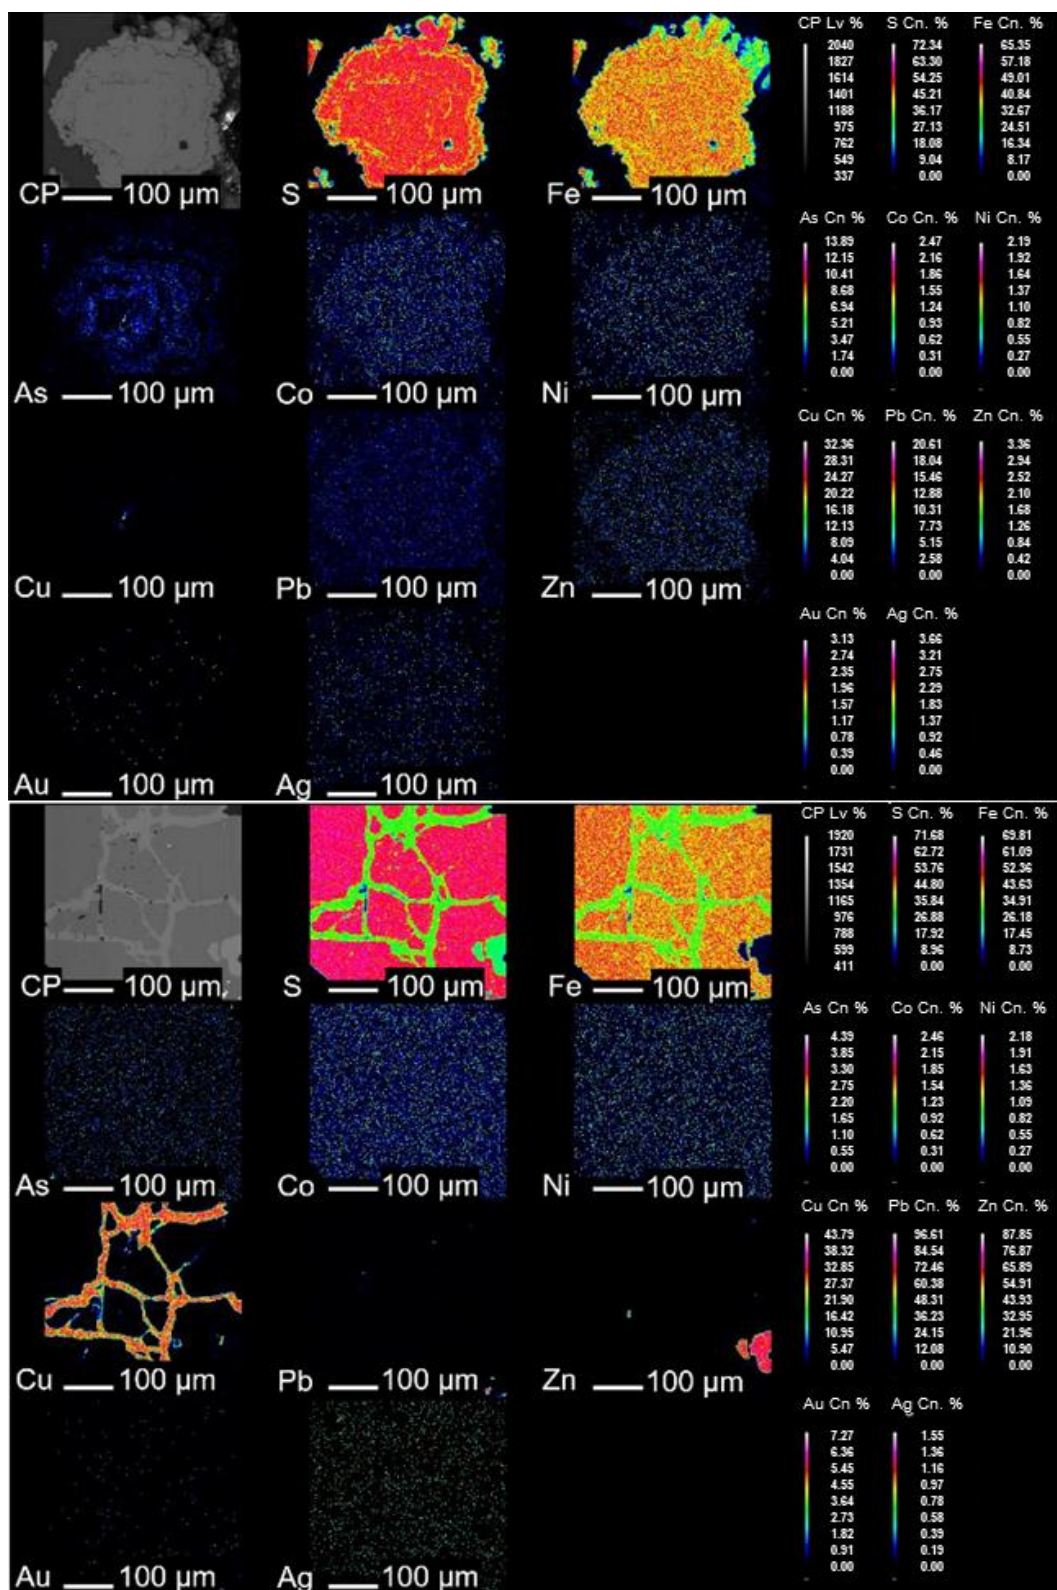 CP Lv % S Cn. % Fe Cn. %
2040 72.34 65.35
1827 63.30 57.18
1614 54.25 49.01
1401 45.21 40.84
1188 36.17 32.67
975 27.13 24.51
762 18.08 16.34
549 9.04 8.17
337 0.00 0.00
CP 100 µm S 100 µm Fe 100 µm
As Cn % Co Cn. % Ni Cn. %
13.89 2.47 2.19
12.15 2.16 1.92
10.41 1.86 1.64
8.68 1.55 1.37
6.94 1.24 1.10
5.21 0.93 0.82
3.47 0.62 0.55
1.74 0.31 0.27
0.00 0.00 0.00
As 100 µm Co 100 µm Ni 100 µm
Cu Cn % Pb Cn. % Zn Cn. %
32.36 20.61 3.36
28.31 18.04 2.94
24.27 15.46 2.52
20.22 12.88 2.10
16.18 10.31 1.68
12.13 7.73 1.26
8.09 5.15 0.84
4.04 2.58 0.42
0.00 0.00 0.00
Cu 100 µm Pb 100 µm Zn 100 µm
Au Cn % Ag Cn. %
3.13 3.66
2.74 3.21
2.35 2.75
1.96 2.29
1.57 1.83
1.17 1.37
0.78 0.92
0.39 0.46
0.00 0.00
Au 100 µm Ag 100 µm
CP Lv % S Cn. % Fe Cn. %
1920 71.68 69.81
1731 62.72 61.09
1542 53.76 52.36
1354 44.80 43.63
1165 35.84 34.91
976 26.88 26.18
788 17.92 17.45
599 8.96 8.73
411 0.00 0.00
CP 100 µm S 100 µm Fe 100 µm
As Cn % Co Cn. % Ni Cn. %
4.39 2.46 2.18
3.85 2.15 1.91
3.30 1.85 1.63
2.75 1.54 1.36
2.20 1.23 1.09
1.65 0.92 0.82
1.10 0.62 0.55
0.55 0.31 0.27
0.00 0.00 0.00
As 100 µm Co 100 µm Ni 100 µm
Cu Cn % Pb Cn. % Zn Cn. %
43.79 96.61 87.85
38.32 84.54 76.87
32.85 72.46 65.89
27.37 60.38 54.91
21.90 48.31 43.93
16.42 36.23 32.95
10.95 24.15 21.96
5.47 12.08 10.90
0.00 0.00 0.00
Cu 100 µm Pb 100 µm Zn 100 µm
Au Cn % Ag Cn. %
7.27 1.55
6.36 1.36
5.45 1.16
4.55 0.97
3.64 0.78
2.73 0.58
1.82 0.39
0.91 0.19
0.00 0.00
Au 100 µm Ag 100 µm